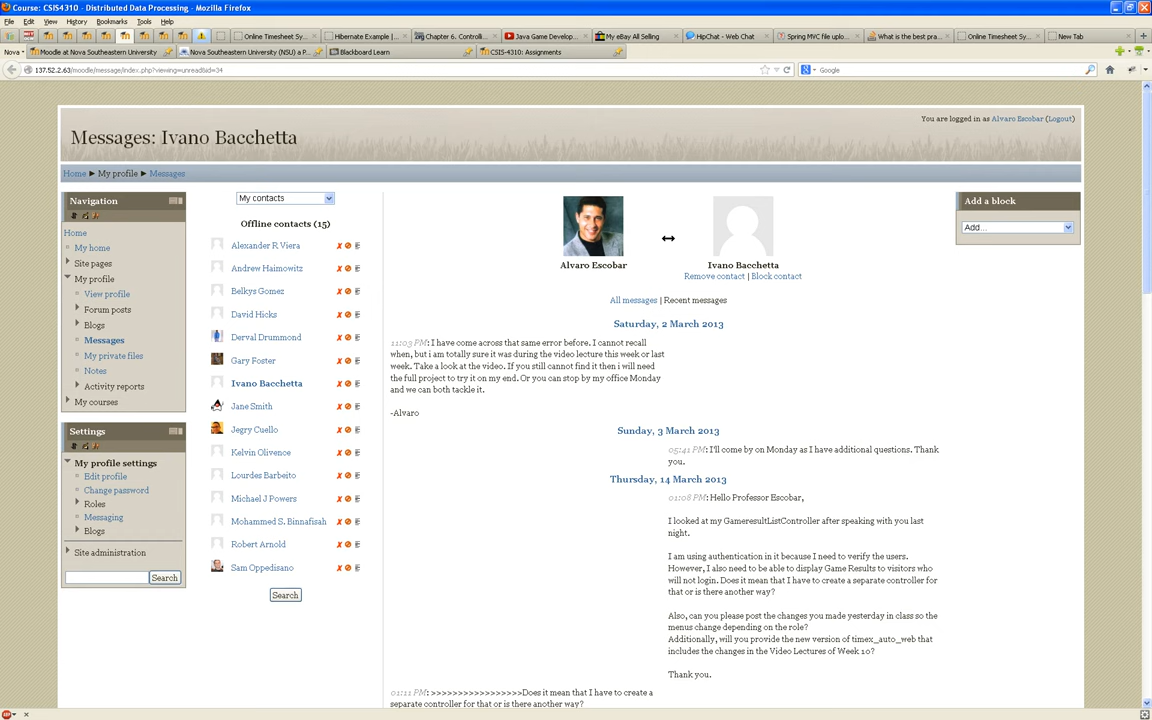 Course: CSIS4310 - Distributed Data Processing - Mozilla Firefox
File Edit View History Bookmarks Tools Help
Online Timesheet Sy... Hibernate Example |... Chapter 6. Controlli... Java Game Develop... My eBay All Selling HipChat - Web Chat Spring MVC file uplo... What is the best pra... Online Timesheet Sy... New Tab
Nova Moodle at Nova Southeastern (NSU) University Nova Southeastern University (NSU) a P... Blackboard Learn CSIS-4310: Assignments
137.52.2.63/moodle/message/index.php?viewing=unread&id=34
Google
You are logged in as Alvaro Escobar (Logout)
Messages: Ivano Bacchetta
Home ► My profile ► Messages
Navigation
Home
My home
Site pages
My profile
View profile
Forum posts
Blogs
Messages
My private files
Notes
Activity reports
My courses
Settings
My profile settings
Edit profile
Change password
Roles
Messaging
Blogs
Site administration
Search
My contacts
Offline contacts (15)
Alexander R Viera
Andrew Haimowitz
Belkys Gomez
David Hicks
Derval Drummond
Gary Foster
Ivano Bacchetta
Jane Smith
Jegry Cuello
Kelvin Olivence
Lourdes Barbeito
Michael J Powers
Mohammed S. Binnafisah
Robert Arnold
Sam Oppedisano
Search
Alvaro Escobar
Ivano Bacchetta
Remove contact | Block contact
All messages | Recent messages
Saturday, 2 March 2013
11:03 PM: I have come across that same error before. I cannot recall
when, but i am totally sure it was during the video lecture this week or last
week. Take a look at the video. If you still cannot find it then i will need
the full project to try it on my end. Or you can stop by my office Monday
and we can both tackle it.
-Alvaro
Sunday, 3 March 2013
05:41 PM: I'll come by on Monday as I have additional questions. Thank
you.
Thursday, 14 March 2013
01:08 PM: Hello Professor Escobar,
I looked at my GameresultListController after speaking with you last
night.
I am using authentication in it because I need to verify the users.
However, I also need to be able to display Game Results to visitors who
will not login. Does it mean that I have to create a separate controller for
that or is there another way?
Also, can you please post the changes you made yesterday in class so the
menus change depending on the role?
Additionally, will you provide the new version of timex_auto_web that
includes the changes in the Video Lectures of Week 10?
Thank you.
01:11 PM: >>>>>>>>>>>>>>>>>Does it mean that I have to create a
separate controller for that or is there another way?
Add a block
Add...